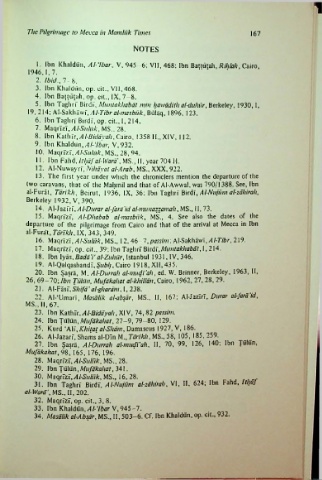 The Pilgrimage to Mecca in Mamlūk Times 167
NOTES
1. Ibn Khaldūn, Al-'Ibar, V, 945-6; VII, 468; Ibn Baṭṭūṭah, Riḥlah, Cairo,
1946, I, 7.
2. Ibid., 7-8.
3. Ibn Khaldūn, op. cit., VII, 468.
4. Ibn Baṭṭūṭah, op. cit., IX, 7-8.
5. Ibn Taghrī Birdī, Muntakhabāt min ḥawādith al-duhūr, Berkeley, 1930, I,
19, 214; Al-Sakhāwī, Al-Tibr al-masbūk, Būlāq, 1896, 123.
6. Ibn Taghrī Birdī, op. cit., I, 214.
7. Maqrīzī, Al-Sulūk, MS., 28.
8. Ibn Kathīr, Al-Bidāyah, Cairo, 1358 H., XIV, 112.
9. Ibn Khaldūn, Al-'Ibar, V, 932.
10. Maqrīzī, Al-Sulūk, MS., 28, 94.
11. Ibn Fahd, Itḥāf al-Warā', MS., II, year 704 H.
12. Al-Nuwayrī, Nihāyat al-Arab, MS., XXX, 922.
13. The first year under which the chroniclers mention the departure of the
two caravans, that of the Maḥmil and that of Al-Awwal, was 790/1388. See, Ibn
al-Furāt, Tārīkh, Beirut, 1936, IX, 36. Ibn Taghrī Birdī, Al-Nujūm al-zāhirah,
Berkeley 1932, V, 390.
14. Al-Jazīrī, Al-Durar al-farā'id al-munaẓẓamah, MS., II, 73.
15. Maqrīzī, Al-Dhahab al-masbūk, MS., 4. See also the dates of the
departure of the pilgrimage from Cairo and that of the arrival at Mecca in Ibn
al-Furāt, Tārīkh, IX, 343, 349.
16. Maqrīzī, Al-Sulūk, MS., 12, 46-7, passim; Al-Sakhāwī, Al-Tibr, 219.
17. Maqrīzī, op. cit., 39; Ibn Taghrī Birdī, Muntakhabāt, I, 214.
18. Ibn Iyās, Badā'i' al-Zuhūr, Istanbul, 1931, IV, 346.
19. Al-Qalqashandī, Ṣubḥ, Cairo 1918, XII, 435.
20. Ibn Ṣaṣrā, M, Al-Durrah al-muḍī'ah, ed. W. Brinner, Berkeley, 1963, II,
26, 69-70; Ibn Ṭūlūn, Mufākahat al-khillān, Cairo, 1962, 27, 28, 29.
21. Al-Fāsī, Shifā' al-gharām, I, 238.
22. Al-'Umarī, Masālik al-abṣār, MS., II, 167; Al-Jazīrī, Durar al-farā'id,
MS., II, 67.
23. Ibn Kathīr, Al-Bidāyah, XIV, 74, 82 passim.
24. Ibn Ṭūlūn, Mufākahat, 27-9, 79-80, 129.
25. Kurd 'Alī, Khiṭaṭ al-Shām, Damascus 1927, V, 186.
26. Al-Jazarī, Shams al-Dīn M., Tārīkh, MS., 58, 105, 185, 259.
27. Ibn Ṣaṣrā, Al-Durrah al-muḍī'ah, II, 70, 99, 126, 140; Ibn Ṭūlūn,
Mufākahat, 98, 165, 176, 196.
28. Maqrīzī, Al-Sulūk, MS., 28.
29. Ibn Ṭūlūn, Mufākahat, 341.
30. Maqrīzī, Al-Sulūk, MS., 16, 28.
31. Ibn Taghrī Birdī, Al-Nujūm al-zāhirah, VI, II, 624; Ibn Fahd, Itḥāf
al-Warā', MS., II, 202.
32. Maqrīzī, op. cit., 3, 8.
33. Ibn Khaldūn, Al-'Ibar V, 945-7.
34. Masālik al-Abṣār, MS., II, 503-6. Cf. Ibn Khaldūn, op. cit., 932.